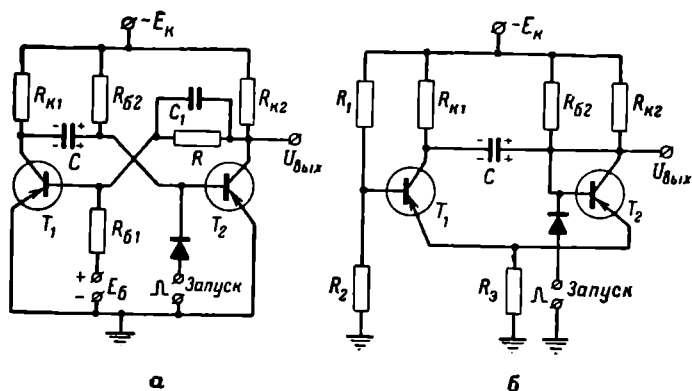 -Eк
Rк1
Rб2
C1
Rк2
C
R
Uвых
T1
T2
Rб1
+
-
Eб
Запуск
а
-Eк
R1
Rк1
Rб2
Rк2
C
Uвых
T1
T2
R2
Rэ
Запуск
б